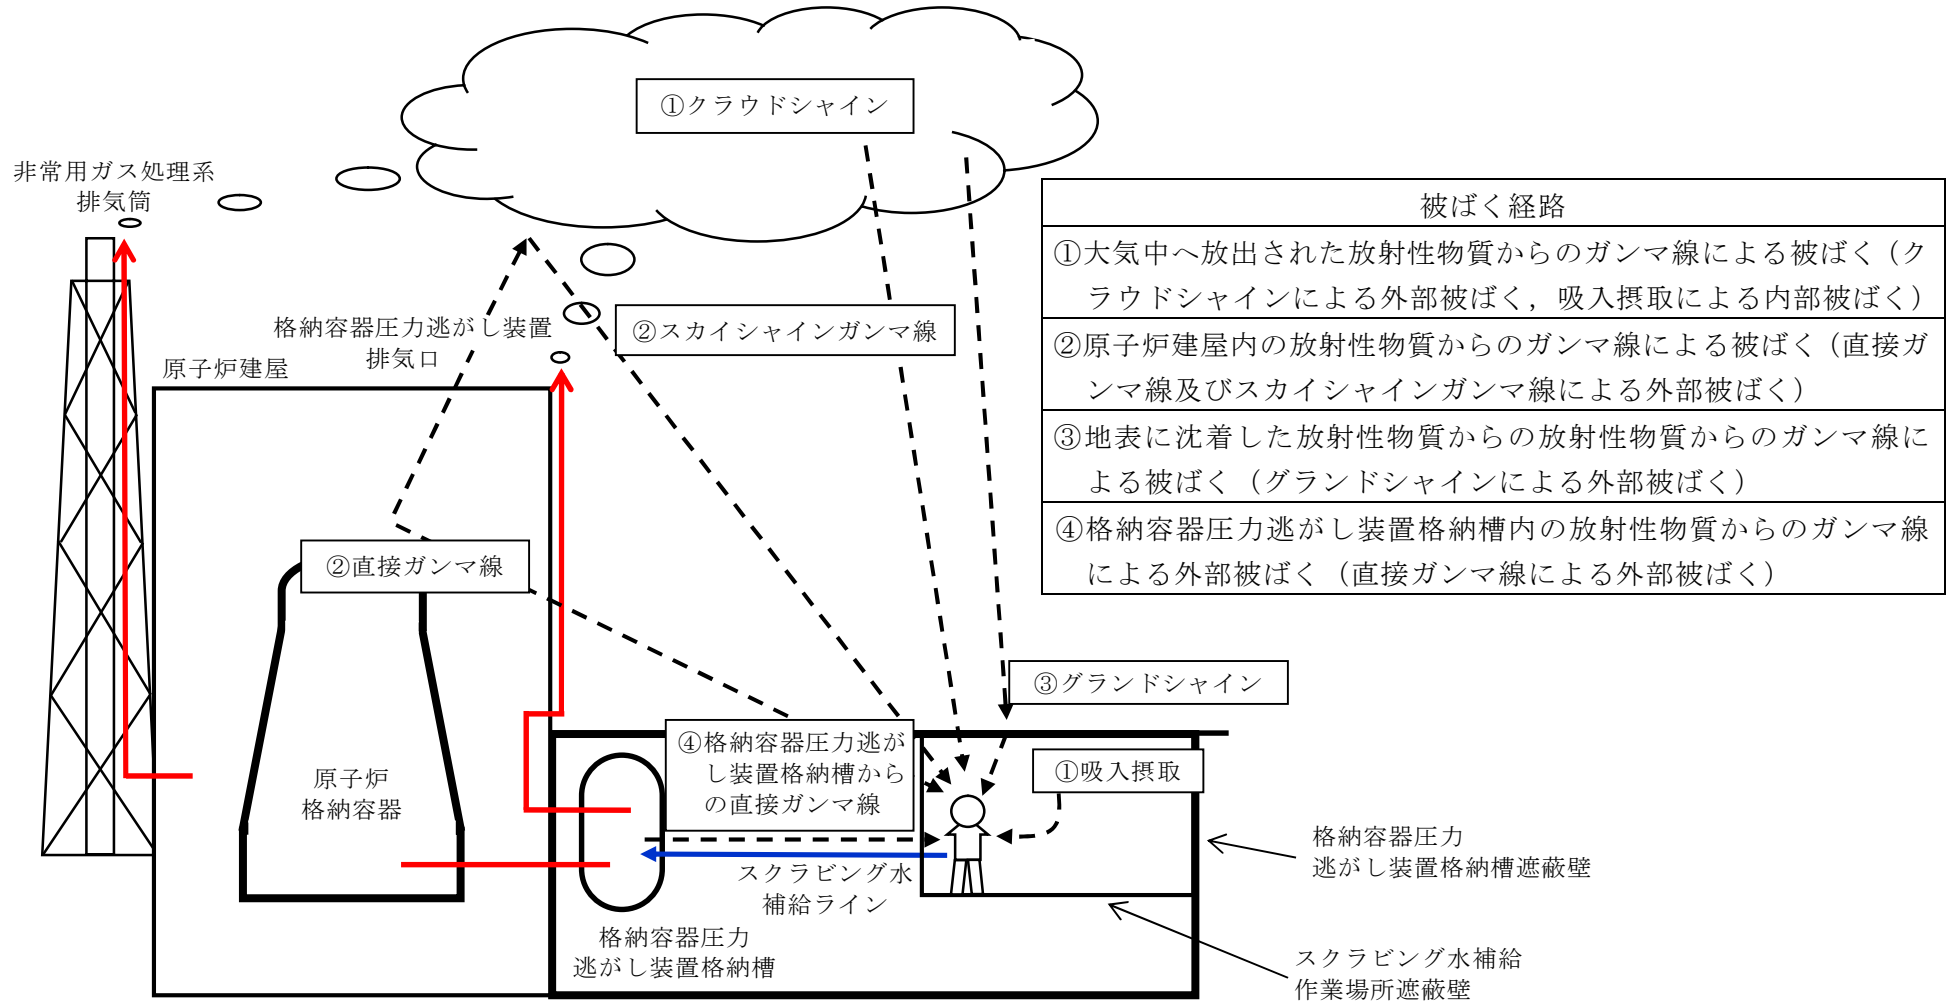 ①クラウドシャイン
非常用ガス処理系
排気筒
被ばく経路
①大気中へ放出された放射性物質からのガンマ線による被ばく（ク
ラウドシャインによる外部被ばく，吸入摂取による内部被ばく）
②原子炉建屋内の放射性物質からのガンマ線による被ばく（直接ガ
ンマ線及びスカイシャインガンマ線による外部被ばく）
③地表に沈着した放射性物質からの放射性物質からのガンマ線に
よる被ばく（グランドシャインによる外部被ばく）
④格納容器圧力逃がし装置格納槽内の放射性物質からのガンマ線
による外部被ばく（直接ガンマ線による外部被ばく）
格納容器圧力逃がし装置
排気口
②スカイシャインガンマ線
原子炉建屋
②直接ガンマ線
③グランドシャイン
④格納容器圧力逃が
し装置格納槽から
の直接ガンマ線
①吸入摂取
原子炉
格納容器
スクラビング水
補給ライン
格納容器圧力
逃がし装置格納槽遮蔽壁
格納容器圧力
逃がし装置格納槽
スクラビング水補給
作業場所遮蔽壁